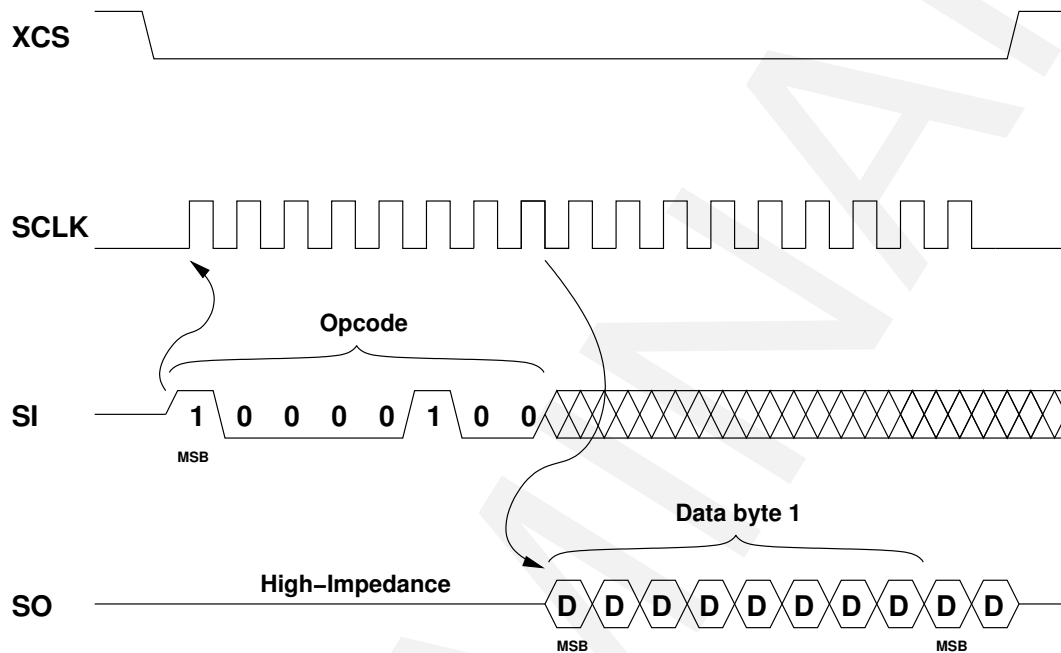 XCS
SCLK
Opcode
SI 1 0 0 0 0 1 0 0
MSB
Data byte 1
High-Impedance
SO D D D D D D D D D D
MSB MSB